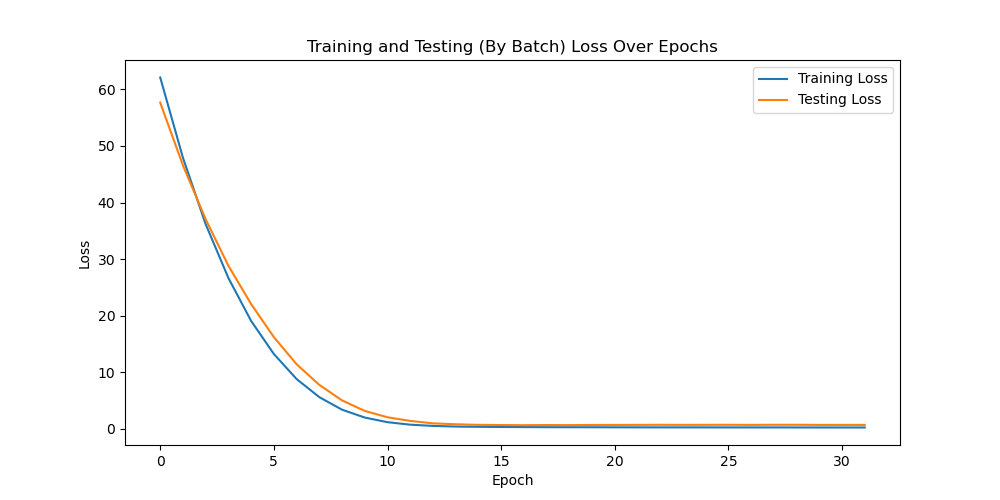 Training and Testing (By Batch) Loss Over Epochs
Training Loss
Testing Loss
60
50
40
30
20
10
0
Loss
0 5 10 15 20 25 30
Epoch